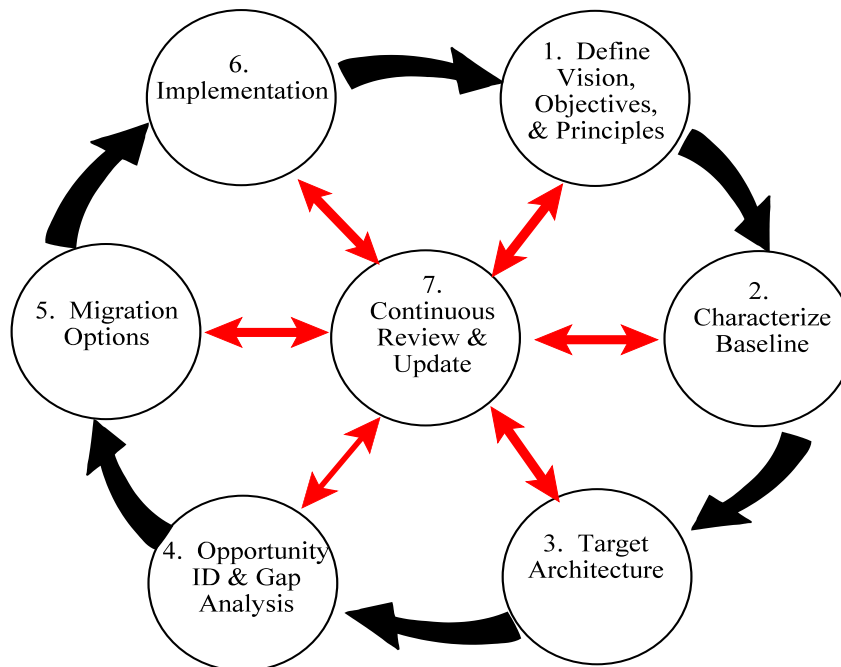 1. Define
Vision,
Objectives,
& Principles
2.
Characterize
Baseline
3. Target
Architecture
4. Opportunity
ID & Gap
Analysis
5. Migration
Options
6.
Implementation
7.
Continuous
Review &
Update